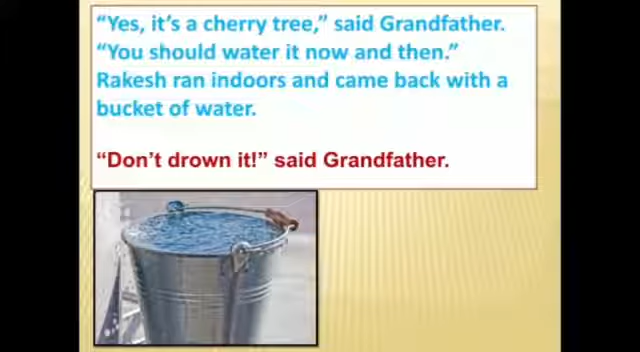 “Yes, it’s a cherry tree,” said Grandfather.
“You should water it now and then.”
Rakesh ran indoors and came back with a
bucket of water.
“Don’t drown it!” said Grandfather.